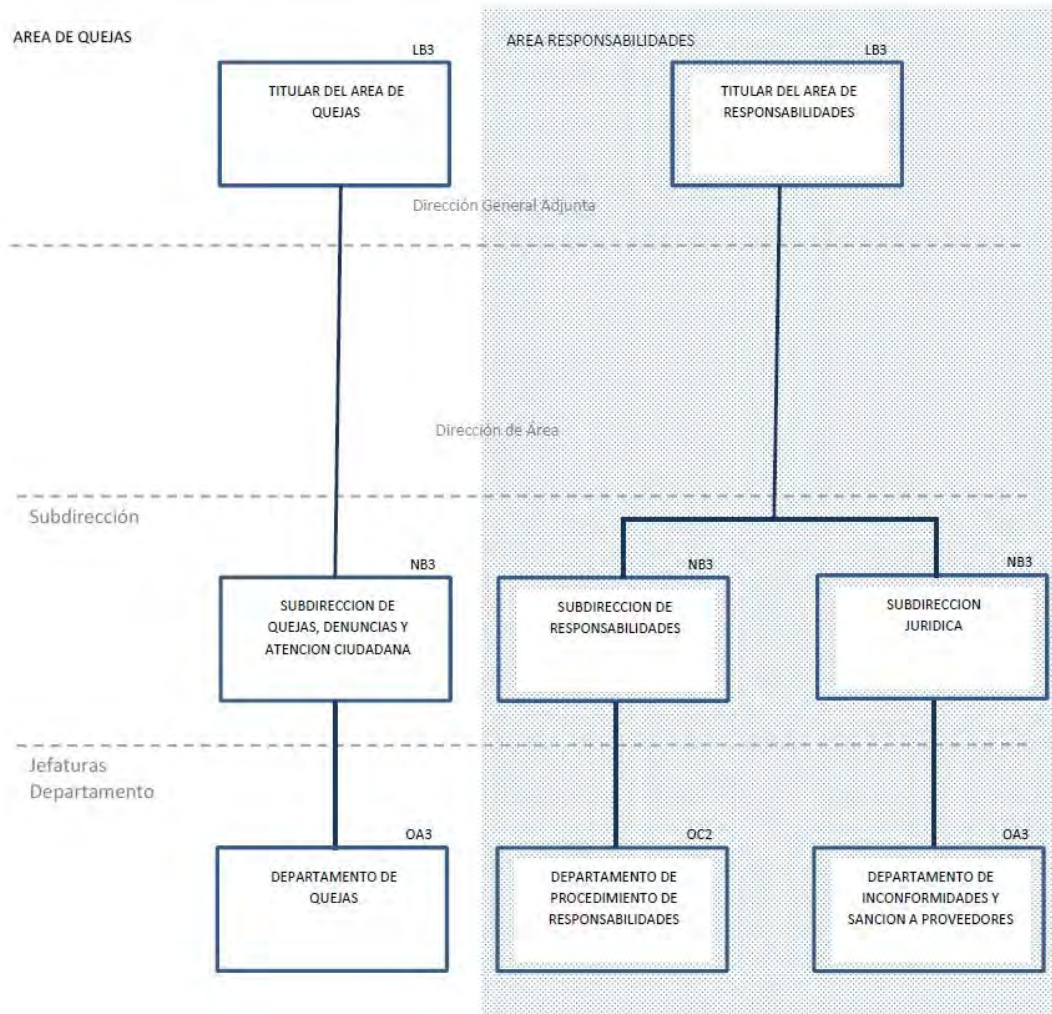 AREA DE QUEJAS
AREA RESPONSABILIDADES
LB3
TITULAR DEL AREA DE
QUEJAS
LB3
TITULAR DEL AREA DE
RESPONSABILIDADES
Dirección General Adjunta
Dirección de Área
Subdirección
NB3
SUBDIRECCION DE
QUEJAS, DENUNCIAS Y
ATENCION CIUDADANA
NB3
SUBDIRECCION DE
RESPONSABILIDADES
NB3
SUBDIRECCION
JURIDICA
Jefaturas
Departamento
OA3
DEPARTAMENTO DE
QUEJAS
OC2
DEPARTAMENTO DE
PROCEDIMIENTO DE
RESPONSABILIDADES
OA3
DEPARTAMENTO DE
INCONFORMIDADES Y
SANCION A PROVEEDORES